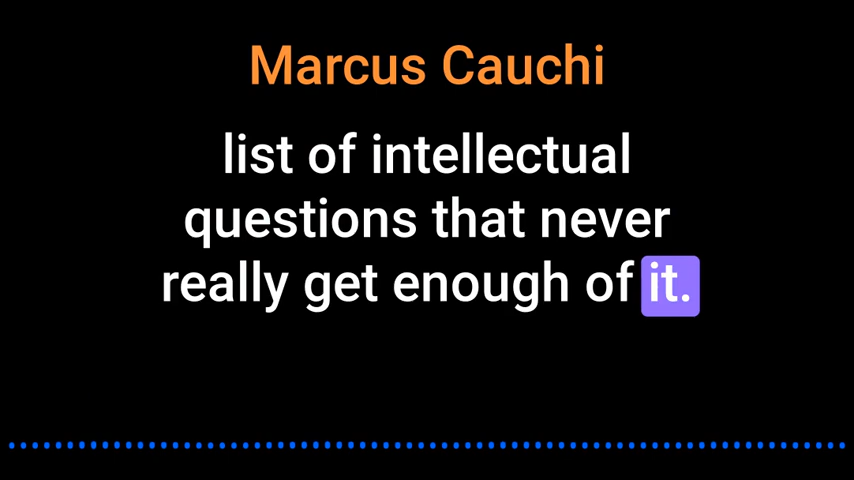 Marcus Cauchi
list of intellectual
questions that never
really get enough of it.